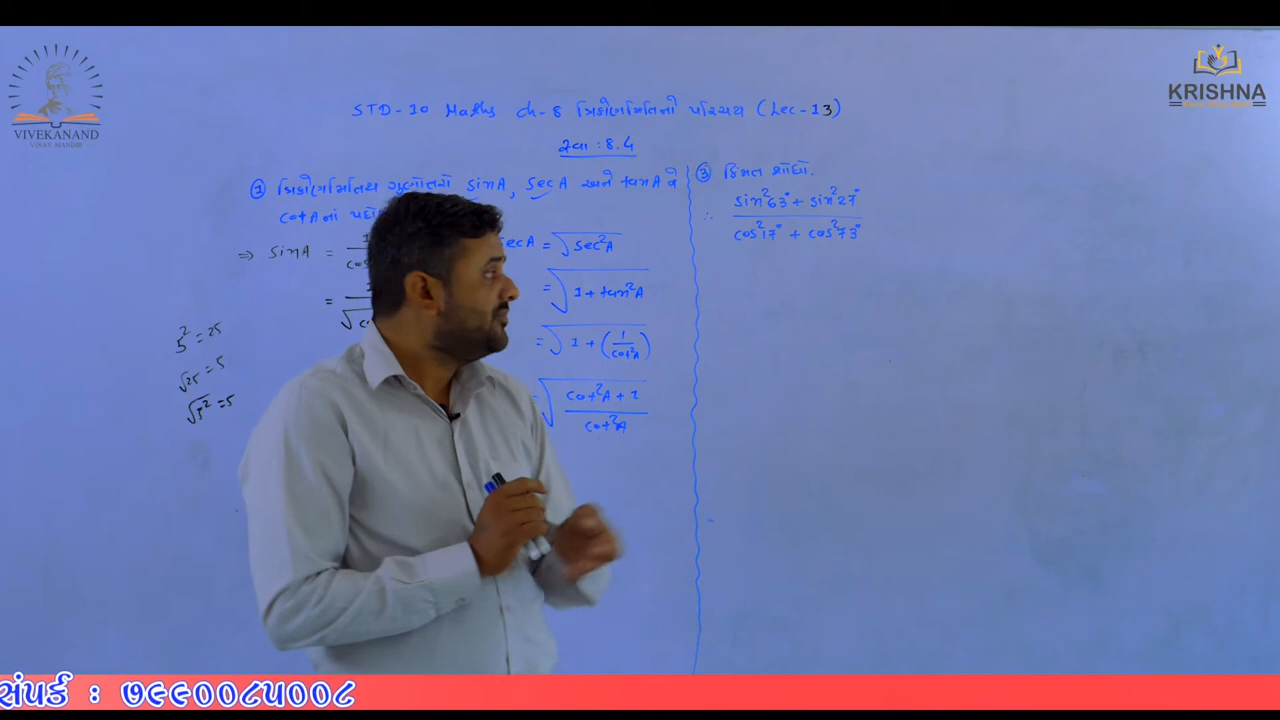 VIVEKANAND
VINAY MANDIR
KRISHNA
STD-10 Maths ch-8 ત્રિકોણમિતિનો પરિચય (Lec-13)
સ્વા : 8.4
① ત્રિકોણમિતિય ગુણોત્તરો sinA, secA અને tanA ને
cotA નાં પદો
⇒ sinA =
=
secA = √sec²A
= √1 + tan²A
= √1 + (1/cot²A)
√cot²A + 1 / cot²A
5² = 25
√25 = 5
√5² = 5
③ કિંમત શોધો.
∴ sin²63° + sin²27° / cos²17° + cos²73°
સંપર્ક : ૭૯૯૦૦૮૫૦૦૮